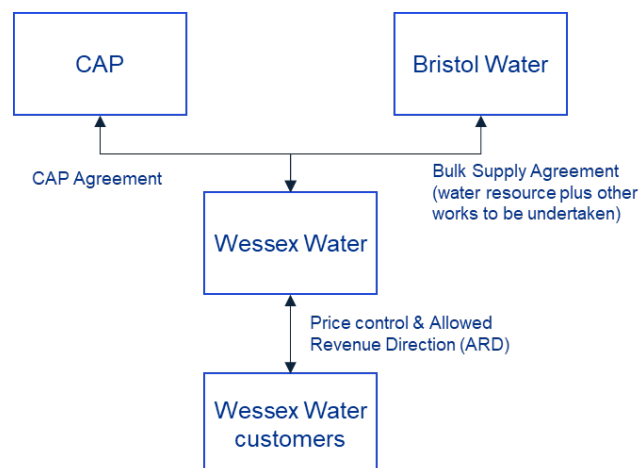 CAP
Bristol Water
CAP Agreement
Bulk Supply Agreement
(water resource plus other
works to be undertaken)
Wessex Water
Price control & Allowed
Revenue Direction (ARD)
Wessex Water
customers